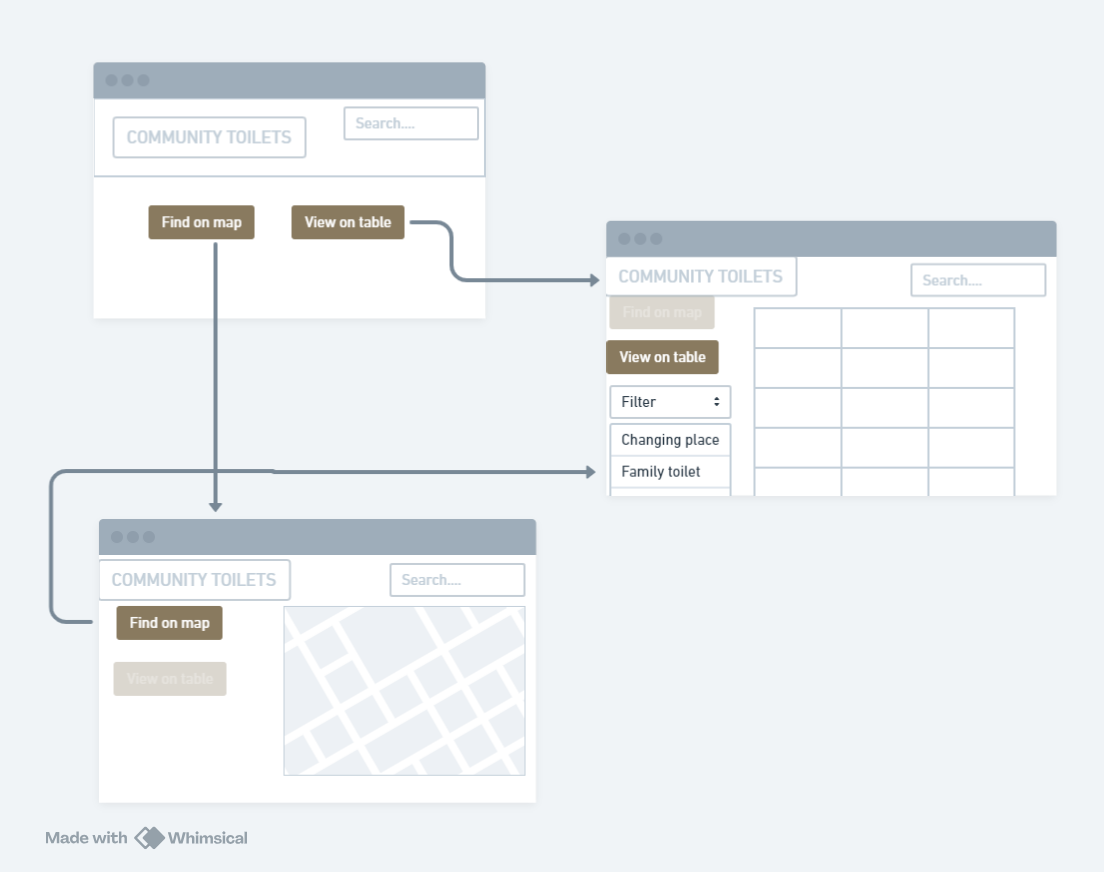 COMMUNITY TOILETS
Search....
Find on map
View on table
COMMUNITY TOILETS
Search....
Find on map
View on table
Filter
Changing place
Family toilet
COMMUNITY TOILETS
Search....
Find on map
View on table
Made with Whimsical